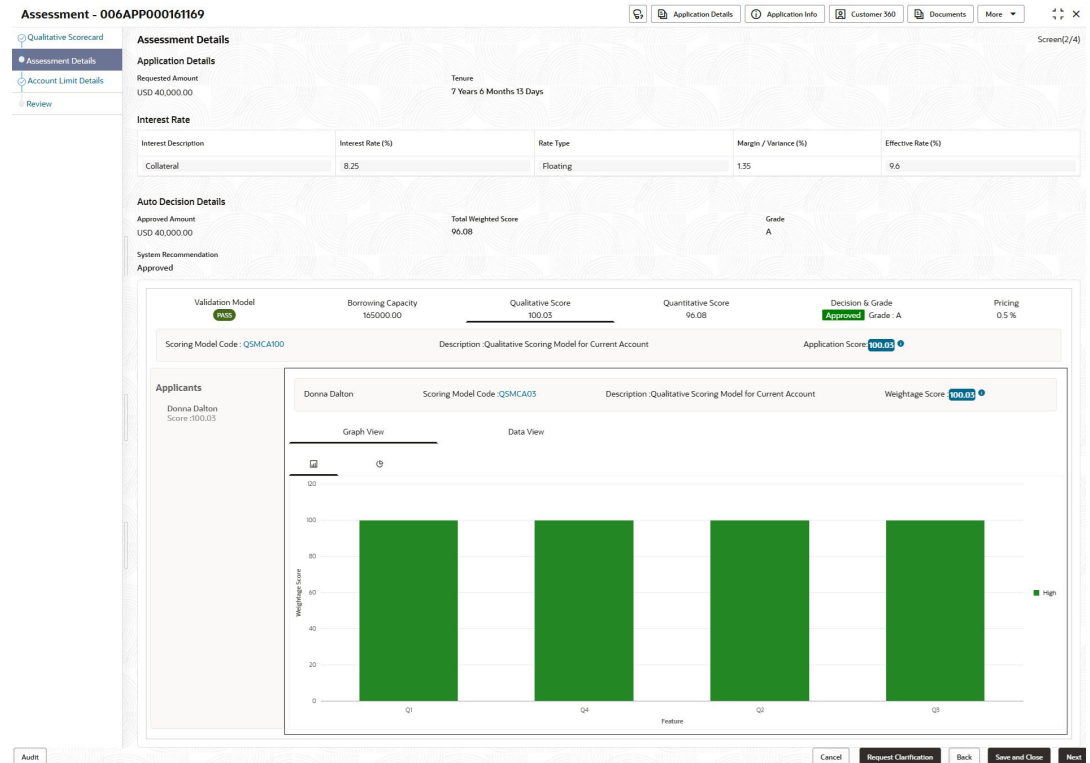 Assessment - 006APP000161169
Application Details
Application Info
Customer 360
Documents
More
Qualitative Scorecard
Assessment Details
Account Limit Details
Review
Assessment Details
Screen(2/4)
Application Details
Requested Amount
Tenure
USD 40,000.00
7 Years 6 Months 13 Days
Interest Rate
Interest Description
Interest Rate (%)
Rate Type
Margin / Variance (%)
Effective Rate (%)
Collateral
8.25
Floating
1.35
9.6
Auto Decision Details
Approved Amount
Total Weighted Score
Grade
USD 40,000.00
96.08
A
System Recommendation
Approved
Validation Model
Borrowing Capacity
Qualitative Score
Quantitative Score
Decision & Grade
Pricing
PASS
165000.00
100.03
96.08
Approved Grade : A
0.5 %
Scoring Model Code : QSMCA100
Description :Qualitative Scoring Model for Current Account
Application Score: 100.03
Applicants
Donna Dalton
Score :100.03
Donna Dalton
Scoring Model Code :QSMCA03
Description :Qualitative Scoring Model for Current Account
Weightage Score :100.03
Graph View
Data View
120
100
80
60
40
20
0
Weightage Score
Q1
Q4
Q2
Q3
Feature
High
Audit
Cancel
Request Clarification
Back
Save and Close
Next